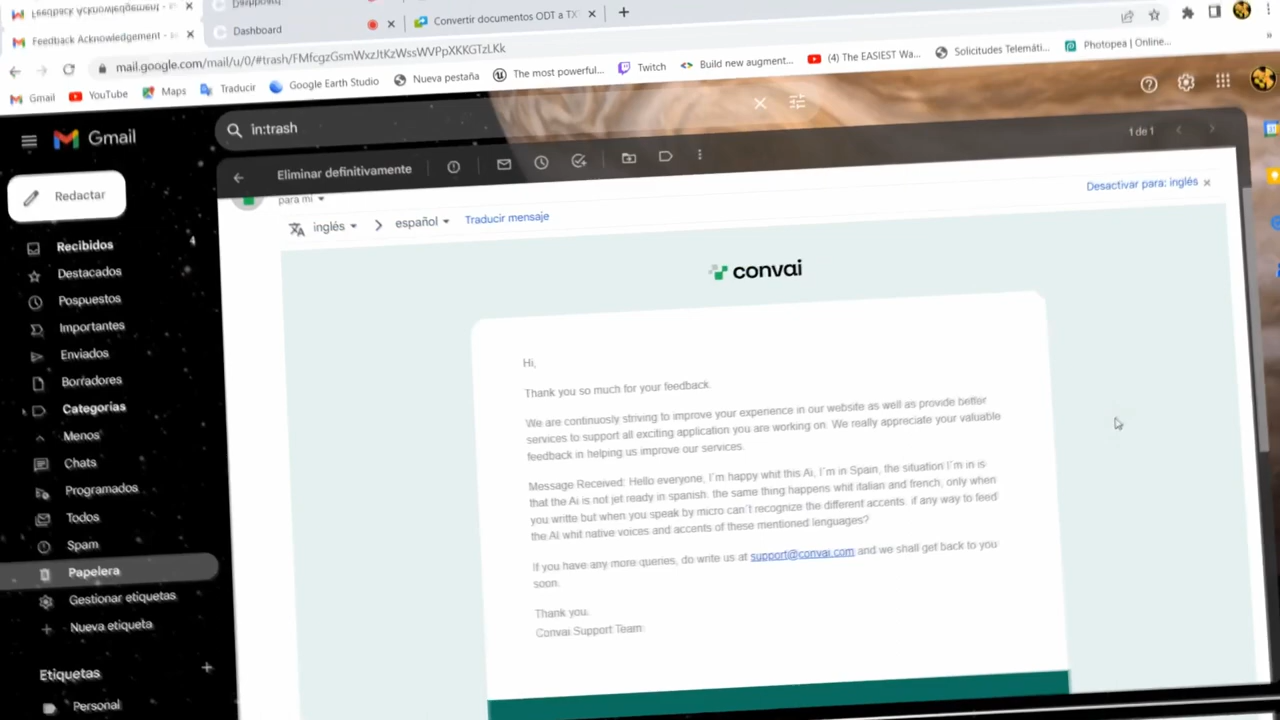 Feedback Acknowledgement -
Feedback Acknowledgement -
Dashboard
Dashboard
Convertir documentos ODT a TX
mail.google.com/mail/u/0/#trash/FMfcgzGsmWxzJtKzWssWVPpXKKGTzLKk
Gmail
YouTube
Maps
Traducir
Google Earth Studio
Nueva pestaña
The most powerful...
Twitch
Build new augment...
(4) The EASIEST Wa...
Solicitudes Telemáti...
Photopea | Online...
Gmail
in:trash
Redactar
Eliminar definitivamente
1 de 1
para mí
inglés
español
Traducir mensaje
Desactivar para: inglés
Recibidos 4
Destacados
Pospuestos
Importantes
Enviados
Borradores
Categorías
Menos
Chats
Programados
Todos
Spam
Papelera
Gestionar etiquetas
Nueva etiqueta
Etiquetas
Personal
convai
Hi,
Thank you so much for your feedback.
We are continuosly striving to improve your experience in our website as well as provide better
services to support all exciting application you are working on. We really appreciate your valuable
feedback in helping us improve our services.
Message Received: Hello everyone, I´m happy whit this Ai, I´m in Spain, the situation I´m in is
that the Ai is not jet ready in spanish. the same thing happens whit italian and french, only when
you writte but when you speak by micro can´t recognize the different accents. if any way to feed
the AI whit native voices and accents of these mentioned lenguages?
If you have any more queries, do write us at support@convai.com and we shall get back to you
soon.
Thank you.
Convai Support Team